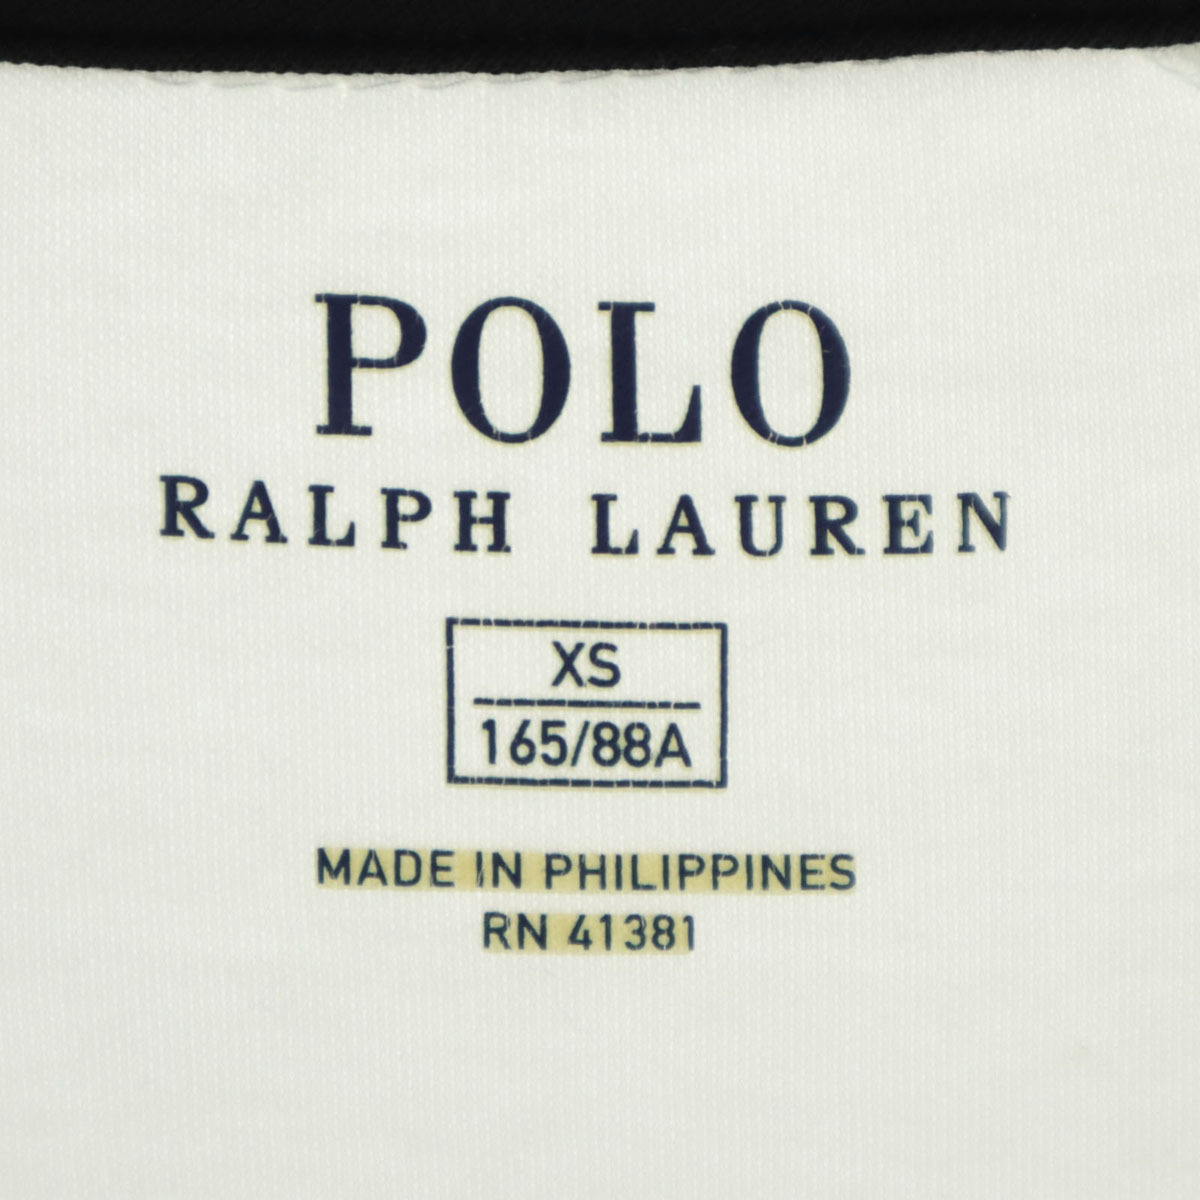 POLO
RALPH LAUREN
XS
165/88A
MADE IN PHILIPPINES
RN 41381